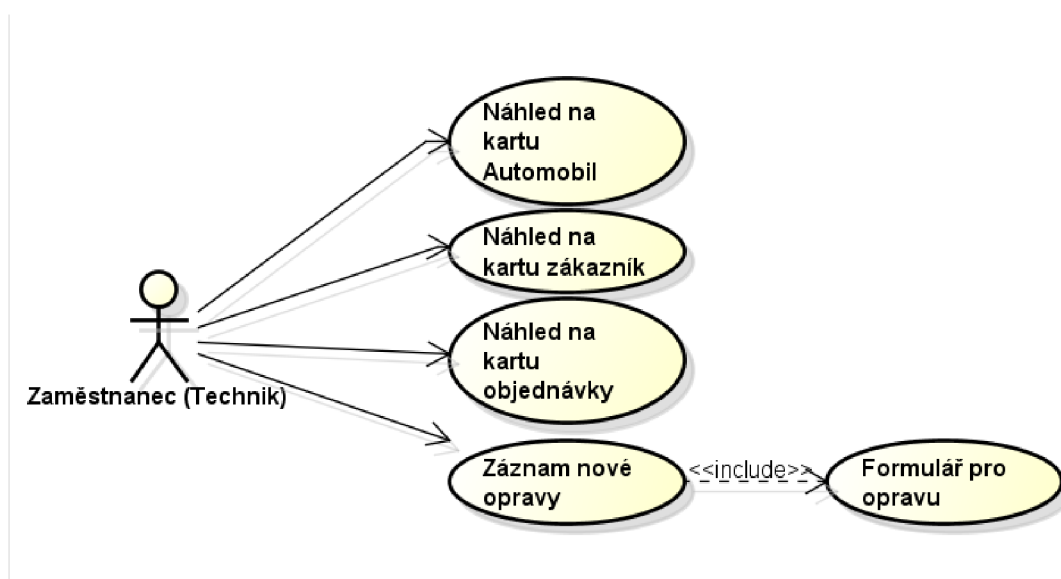 Náhled na
kartu
Automobil
Náhled na
kartu zákazník
Náhled na
kartu
objednávky
Zaměstnanec (Technik)
Záznam nové
opravy
<<include>>
Formulář pro
opravu